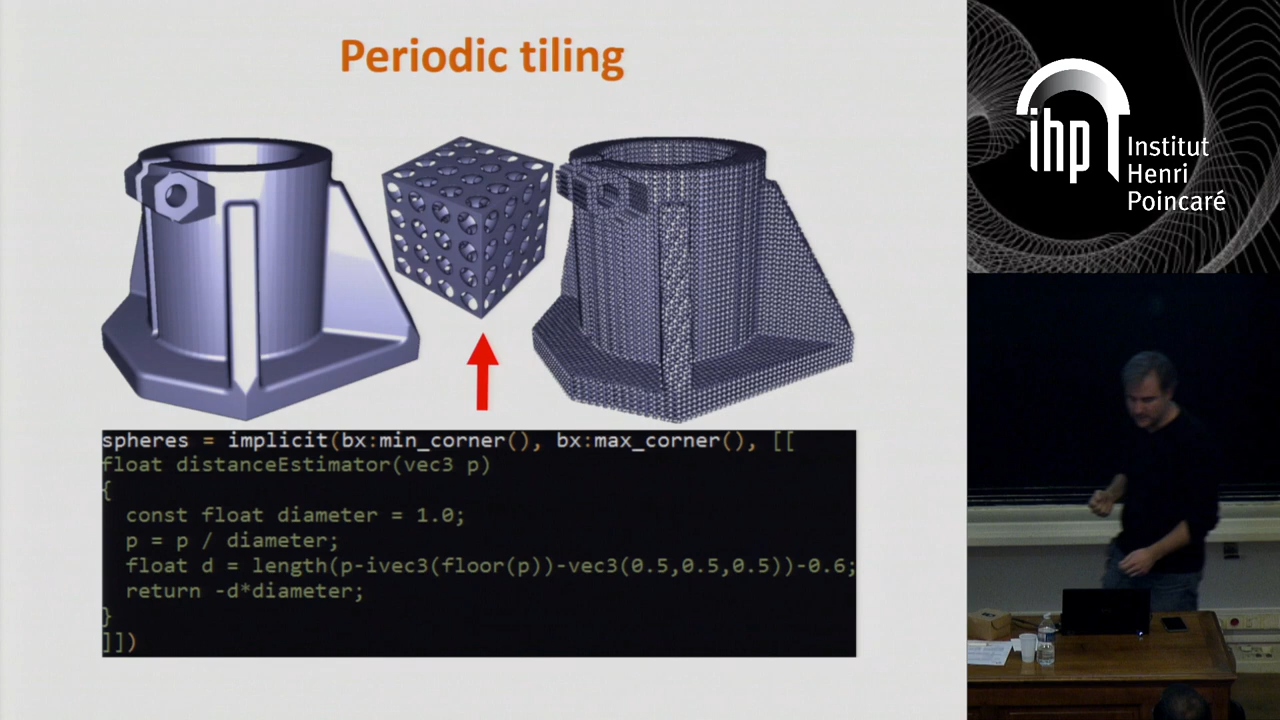 Periodic tiling
spheres = implicit(bx:min_corner(), bx:max_corner(), [[
float distanceEstimator(vec3 p)
{
  const float diameter = 1.0;
  p = p / diameter;
  float d = length(p-ivec3(floor(p))-vec3(0.5,0.5,0.5))-0.6;
  return -d*diameter;
}
]])
ihp
Institut
Henri
Poincaré